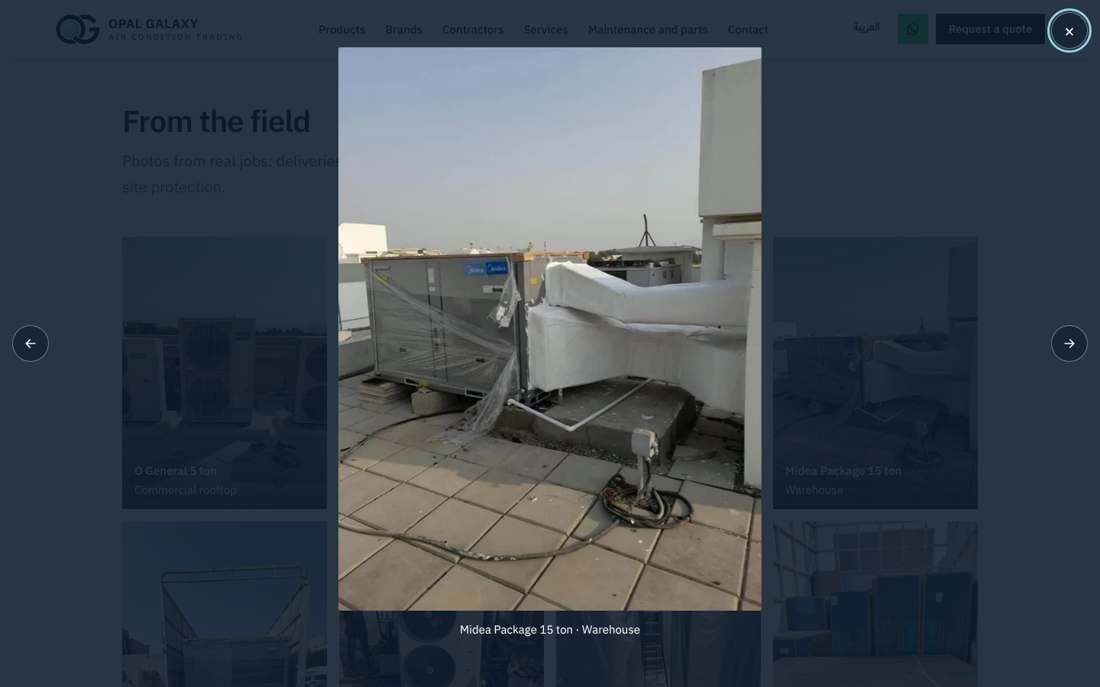 OPAL GALAXY
AIR CONDITION TRADING
Products
Brands
Contractors
Services
Maintenance and parts
Contact
العربية
Request a quote
From the field
Photos from real jobs: deliveries
site protection.
Midea Midea
O General 5 ton
Commercial rooftop
Midea Package 15 ton
Warehouse
Midea Package 15 ton · Warehouse